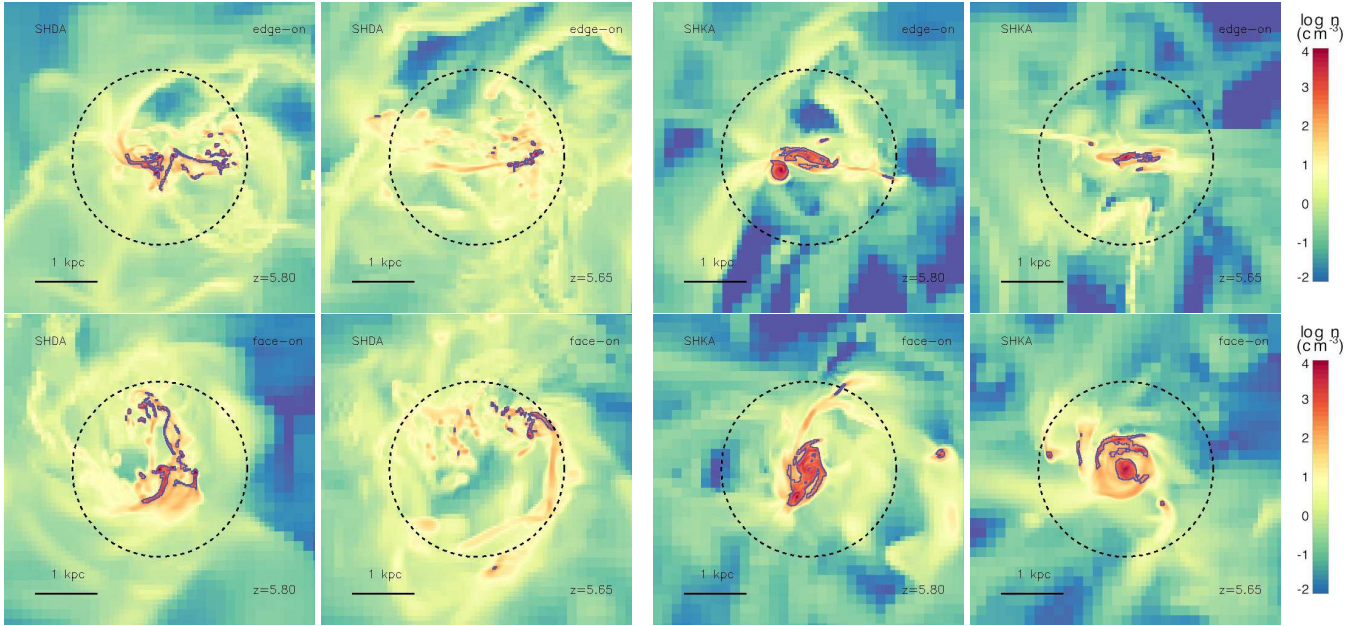 SHDA edge-on
1 kpc
z=5.80
SHDA edge-on
1 kpc
z=5.65
SHKA edge-on
1 kpc
z=5.80
SHKA edge-on
1 kpc
z=5.65
log n
(cm⁻³)
4
3
2
1
0
-1
-2
SHDA face-on
1 kpc
z=5.80
SHDA face-on
1 kpc
z=5.65
SHKA face-on
1 kpc
z=5.80
SHKA face-on
1 kpc
z=5.65
log n
(cm⁻³)
4
3
2
1
0
-1
-2